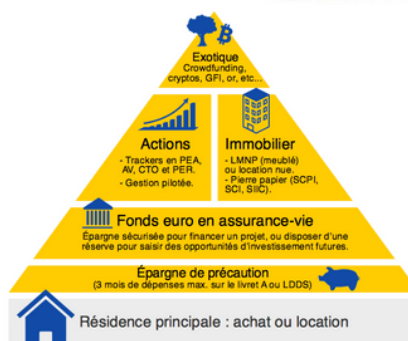 Exotique
Crowdfunding,
cryptos, GFI, or, etc...
Actions
- Trackers en PEA,
AV, CTO et PER.
- Gestion pilotée.
Immobilier
- LMNP (meublé)
ou location nue.
- Pierre papier (SCPI,
SCI, SIIC).
Fonds euro en assurance-vie
Épargne sécurisée pour financer un projet, ou disposer d'une
réserve pour saisir des opportunités d'investissement futures.
Épargne de précaution
(3 mois de dépenses max. sur le livret A ou LDDS)
Résidence principale : achat ou location